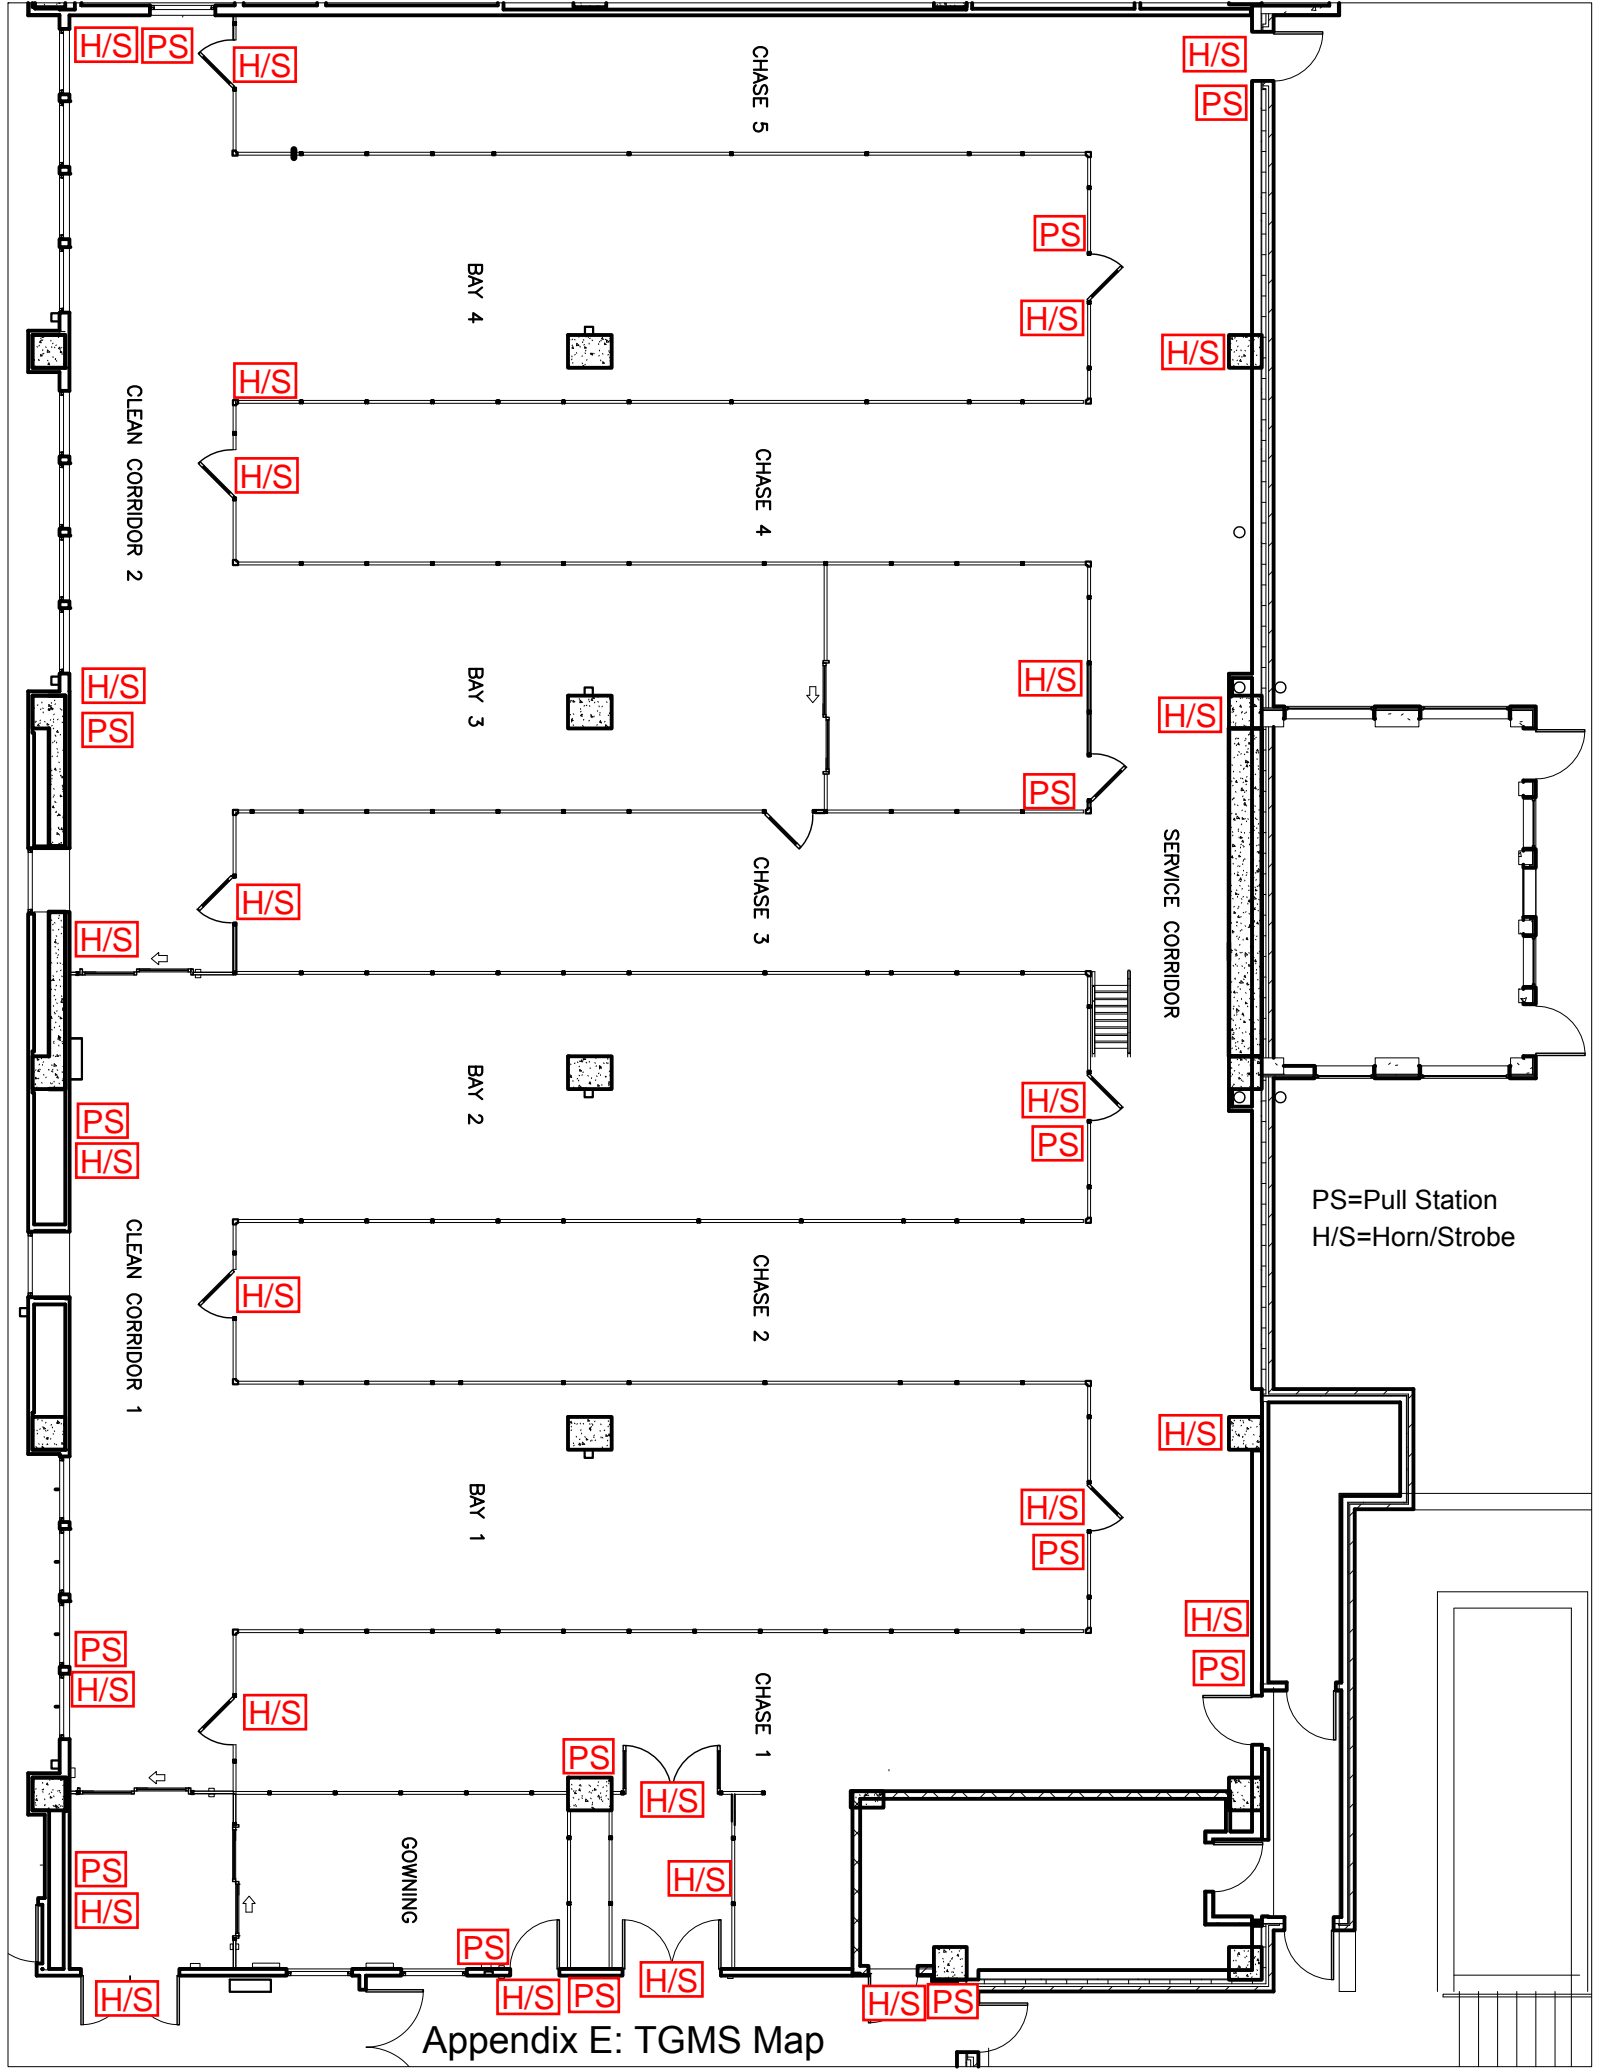 H/S PS H/S CHASE 5 H/S
PS
PS
BAY 4
H/S
H/S
H/S
CLEAN CORRIDOR 2
H/S
CHASE 4
H/S
PS
BAY 3
H/S
H/S
PS
SERVICE CORRIDOR
H/S
CHASE 3
H/S
BAY 2
H/S
PS
PS
H/S
PS=Pull Station
H/S=Horn/Strobe
CLEAN CORRIDOR 1
H/S
CHASE 2
H/S
BAY 1
H/S
PS
H/S
PS
PS
H/S
H/S
CHASE 1
PS
H/S
PS
H/S
GOWNING
H/S
PS
H/S
H/S
PS
H/S
H/S
PS
Appendix E: TGMS Map